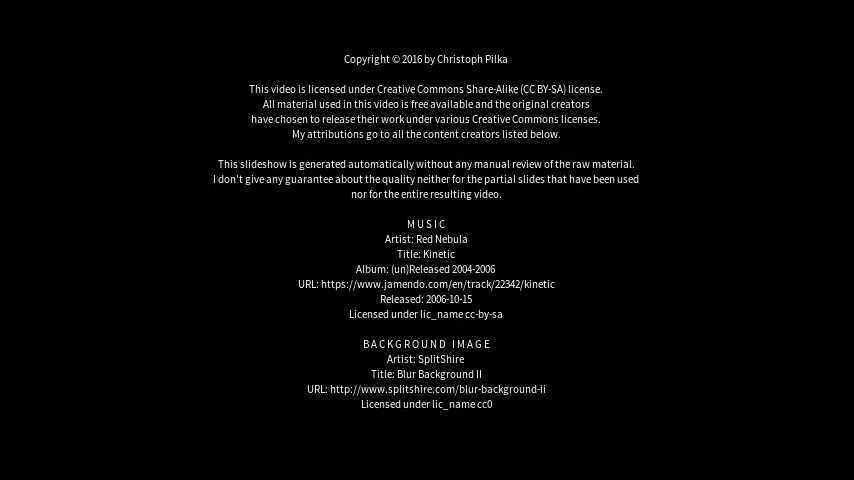 Copyright © 2016 by Christoph Pilka
This video is licensed under Creative Commons Share-Alike (CC BY-SA) license.
All material used in this video is free available and the original creators
have chosen to release their work under various Creative Commons licenses.
My attributions go to all the content creators listed below.
This slideshow is generated automatically without any manual review of the raw material.
I don't give any guarantee about the quality neither for the partial slides that have been used
nor for the entire resulting video.
MUSIC
Artist: Red Nebula
Title: Kinetic
Album: (un)Released 2004-2006
URL: https://www.jamendo.com/en/track/22342/kinetic
Released: 2006-10-15
Licensed under lic_name cc-by-sa
BACKGROUND IMAGE
Artist: SplitShire
Title: Blur Background II
URL: http://www.splitshire.com/blur-background-ii
Licensed under lic_name cc0